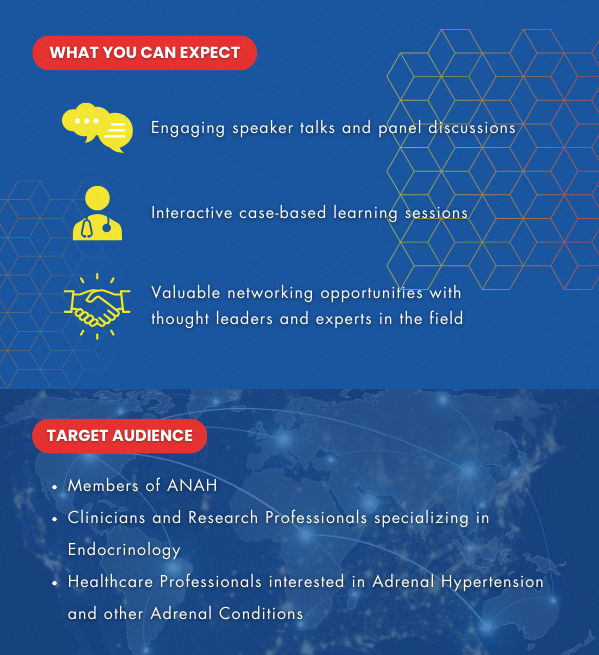 WHAT YOU CAN EXPECT
Engaging speaker talks and panel discussions
Interactive case-based learning sessions
Valuable networking opportunities with
thought leaders and experts in the field
TARGET AUDIENCE
• Members of ANAH
• Clinicians and Research Professionals specializing in
Endocrinology
• Healthcare Professionals interested in Adrenal Hypertension
and other Adrenal Conditions